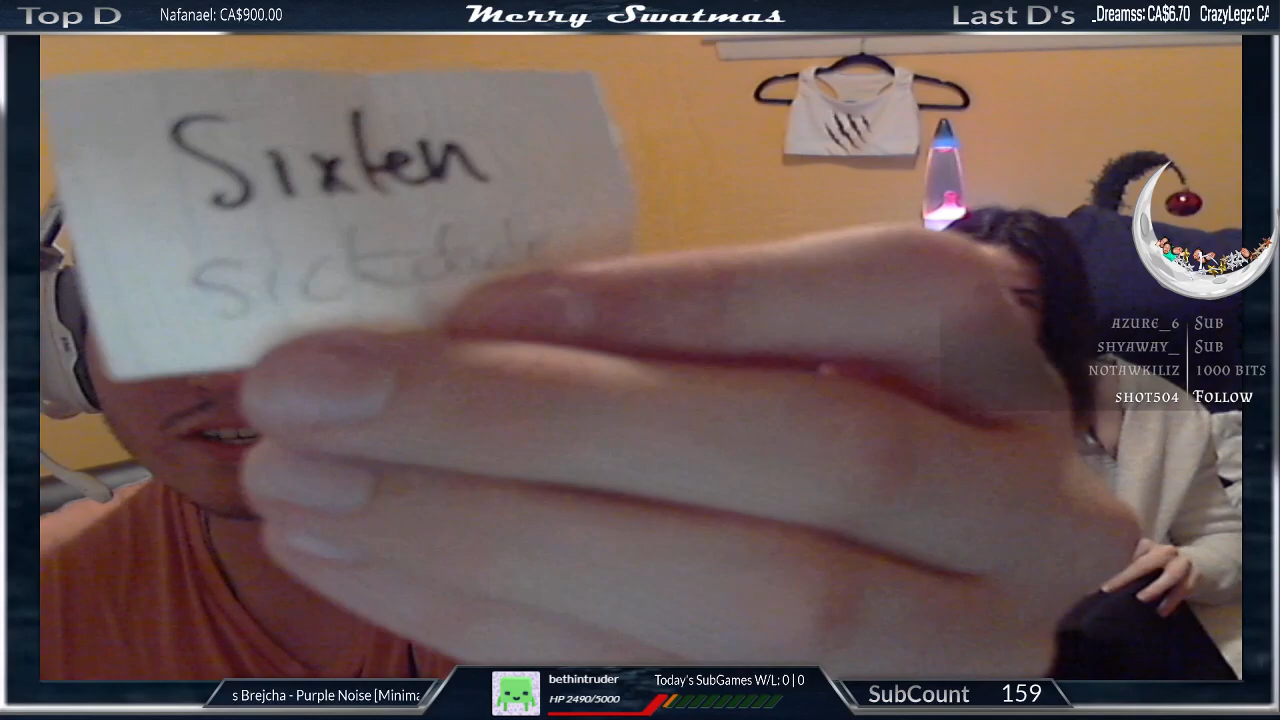 Top D
Nafanael: CA$900.00
Merry Swatmas
Last D's
_Dreamss: CA$6.70 CrazyLegz: CA
Sixten
AZURE_6 Sub
SHYAWAY_ Sub
NOTAWKILIZ 1000 BITS
SHOT504 Follow
s Brejcha - Purple Noise [Minima
bethintruder
HP 2490/5000
Today's SubGames W/L: 0 | 0
SubCount 159